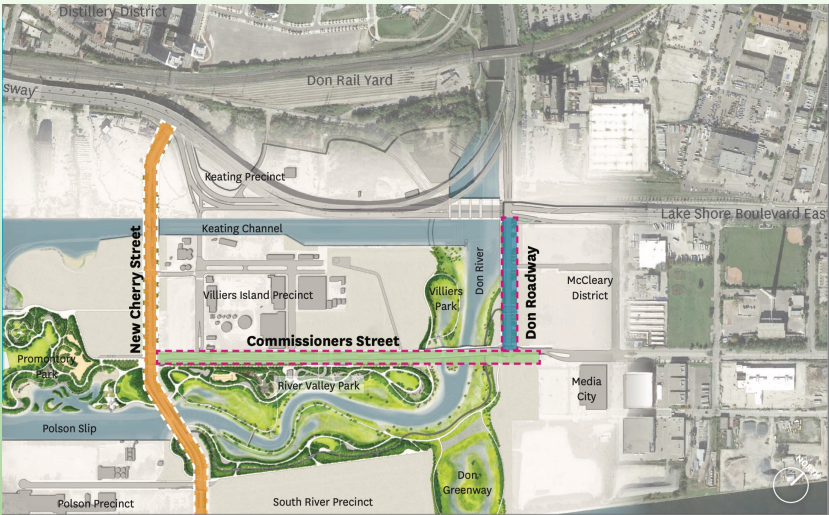 Distillery District
Don Rail Yard
sway
Keating Precinct
Lake Shore Boulevard East
Keating Channel
New Cherry Street
Don River
Don Roadway
Villiers Island Precinct
Villiers
Park
McCleary
District
Commissioners Street
Promontory
Park
River Valley Park
Media
City
Polson Slip
Don
Greenway
NORTH
Polson Precinct
South River Precinct